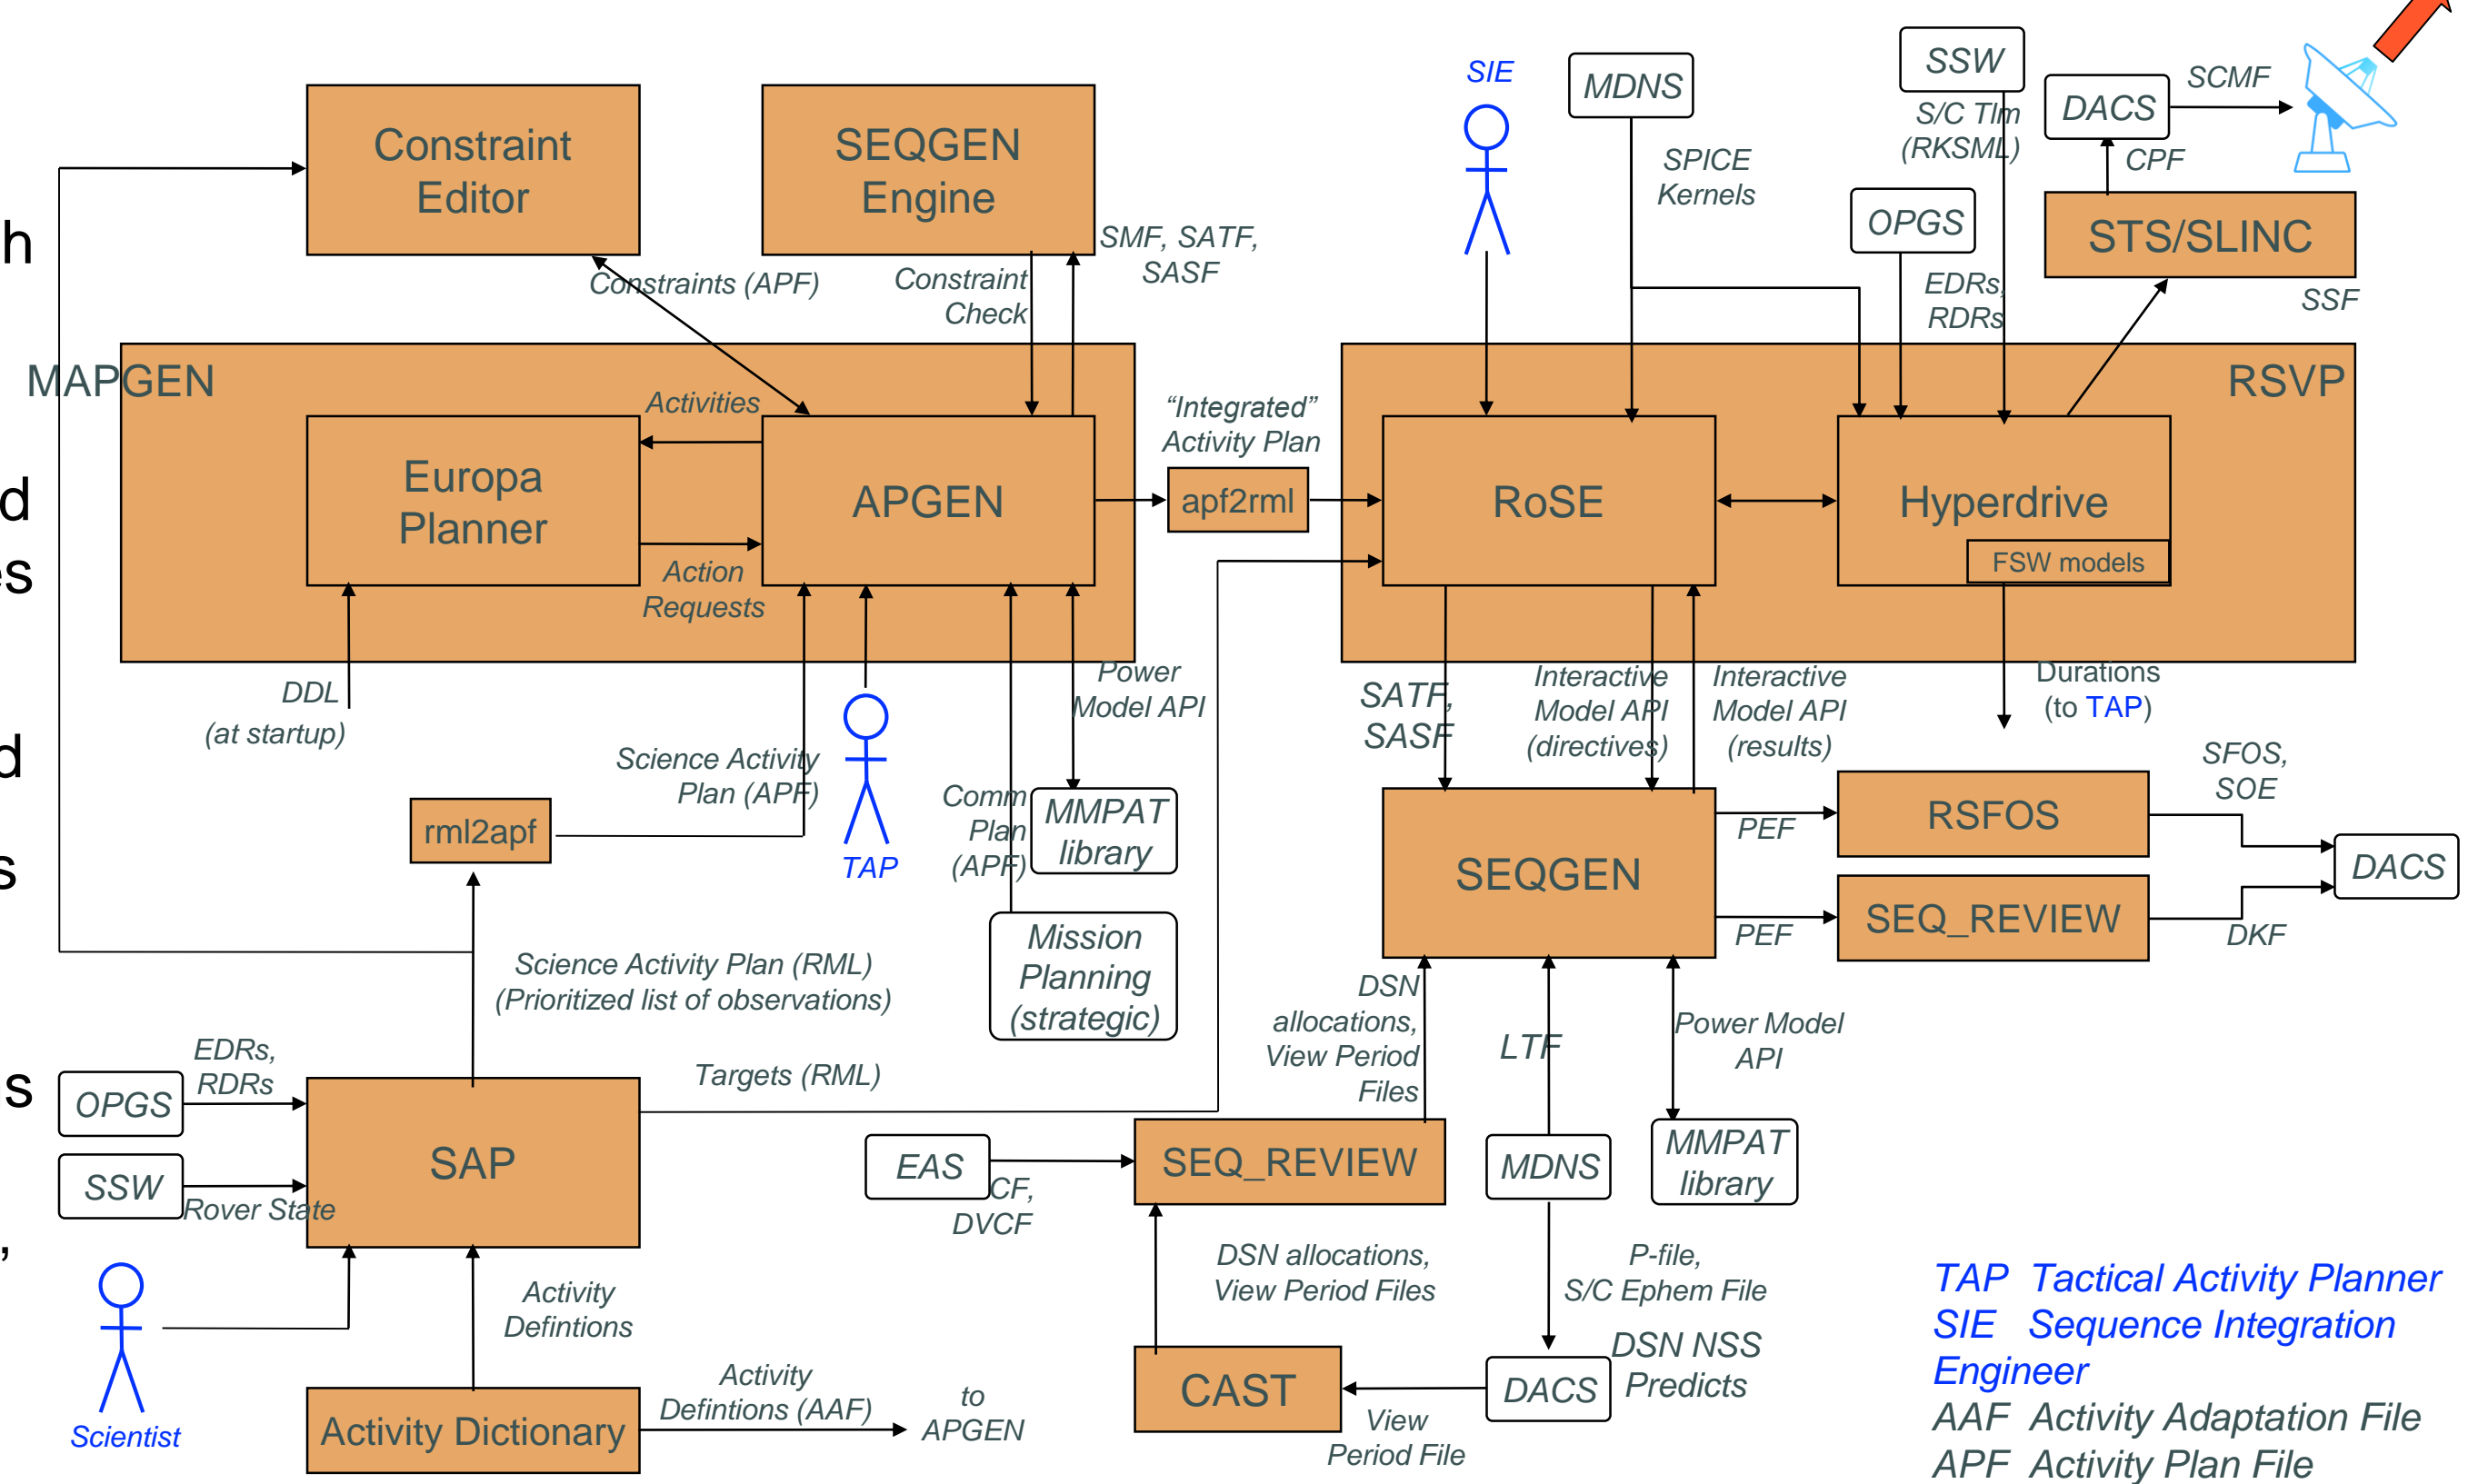 SIE
MDNS
SSW
S/C Tlm
(RKSML)
DACS
SCMF
CPF
Constraint
Editor
SEQGEN
Engine
SMF, SATF,
SASF
SPICE
Kernels
OPGS
STS/SLINC
h
Constraints (APF)
Constraint
Check
EDRs,
RDRs
SSF
MAPGEN
RSVP
Activities
"Integrated"
Activity Plan
Europa
Planner
APGEN
apf2rml
RoSE
Hyperdrive
FSW models
d
es
Action
Requests
DDL
(at startup)
Power
Model API
SATF,
SASF
Interactive
Model API
(directives)
Interactive
Model API
(results)
Durations
(to TAP)
d
Science Activity
Plan (APF)
SFOS,
SOE
rml2apf
TAP
Comm
Plan
(APF)
MMPAT
library
PEF
RSFOS
s
SEQGEN
DACS
PEF
SEQ_REVIEW
DKF
Mission
Planning
(strategic)
Science Activity Plan (RML)
(Prioritized list of observations)
DSN
allocations,
View Period
Files
LTF
Power Model
API
s
OPGS
EDRs,
RDRs
Targets (RML)
SAP
SSW
Rover State
EAS
CF,
DVCF
SEQ_REVIEW
MDNS
MMPAT
library
,
Scientist
Activity
Defintions
DSN allocations,
View Period Files
P-file,
S/C Ephem File
DSN NSS
Predicts
Activity Dictionary
Activity
Defintions (AAF)
to
APGEN
CAST
DACS
View
Period File
TAP Tactical Activity Planner
SIE Sequence Integration
Engineer
AAF Activity Adaptation File
APF Activity Plan File